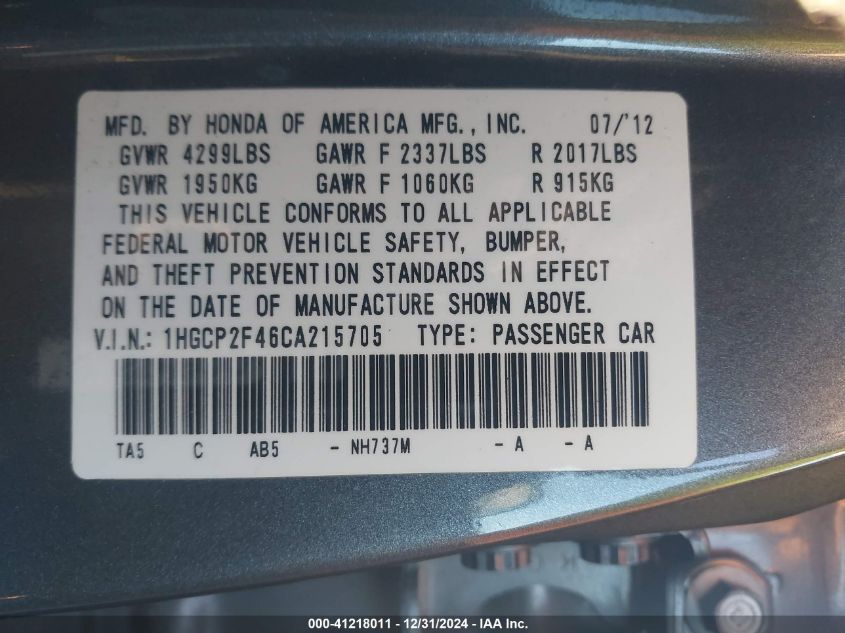 MFD. BY HONDA OF AMERICA MFG., INC. 07/'12
GVWR 4299LBS GAWR F 2337LBS R 2017LBS
GVWR 1950KG GAWR F 1060KG R 915KG
THIS VEHICLE CONFORMS TO ALL APPLICABLE
FEDERAL MOTOR VEHICLE SAFETY, BUMPER,
AND THEFT PREVENTION STANDARDS IN EFFECT
ON THE DATE OF MANUFACTURE SHOWN ABOVE.
V.I.N.: 1HGCP2F46CA215705 TYPE: PASSENGER CAR
TA5 C AB5 - NH737M - A - A
000-41218011 - 12/31/2024 - IAA Inc.